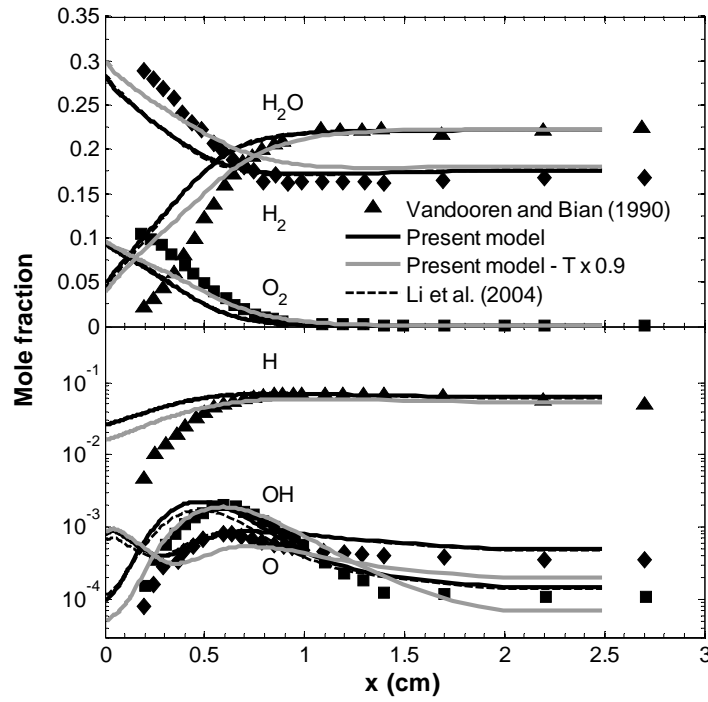 0.35
0.3
0.25
0.2
0.15
0.1
0.05
0
H₂O
H₂
O₂
Vandooren and Bian (1990)
Present model
Present model - T x 0.9
Li et al. (2004)
Mole fraction
10⁻¹
10⁻²
10⁻³
10⁻⁴
H
OH
O
0 0.5 1 1.5 2 2.5 3
x (cm)